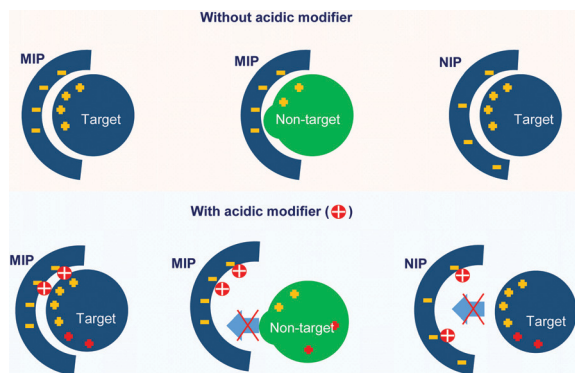 Without acidic modifier
MIP
MIP
NIP
Target
Non-target
Target
With acidic modifier ( )
MIP
MIP
NIP
Target
Non-target
Target